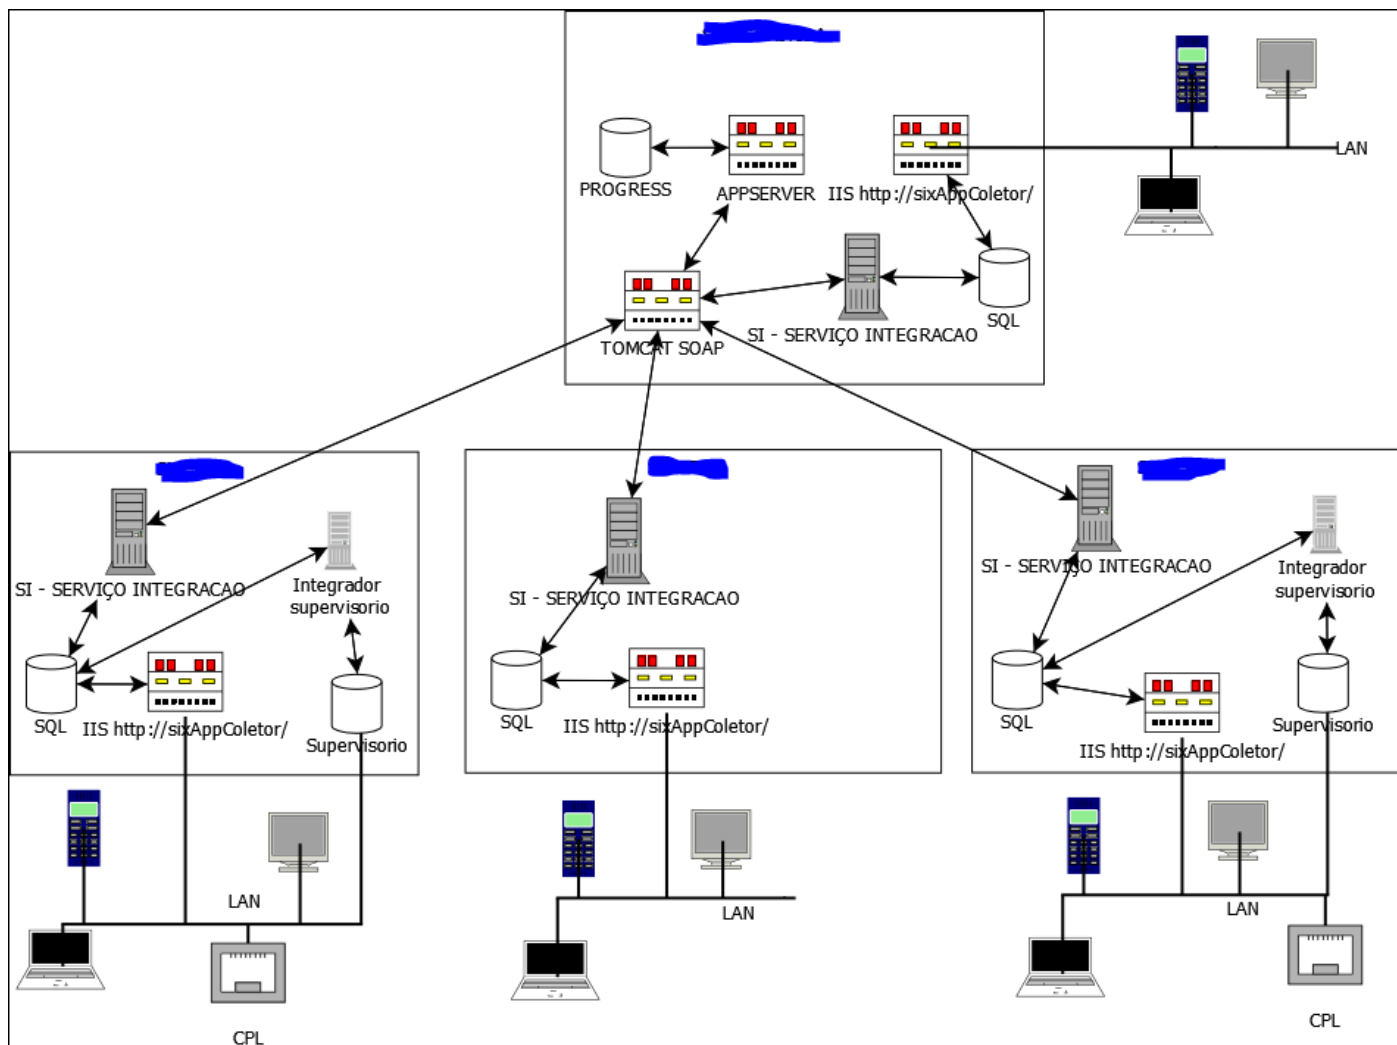 PROGRESS
APPSERVER
IIS http://sixAppColetor/
LAN
TOMCAT SOAP
SI - SERVIÇO INTEGRACAO
SQL
SI - SERVIÇO INTEGRACAO
Integrador
supervisorio
SQL
IIS http://sixAppColetor/
Supervisorio
LAN
CPL
SI - SERVIÇO INTEGRACAO
SQL
IIS http://sixAppColetor/
LAN
SI - SERVIÇO INTEGRACAO
Integrador
supervisorio
SQL
IIS http://sixAppColetor/
Supervisorio
LAN
CPL